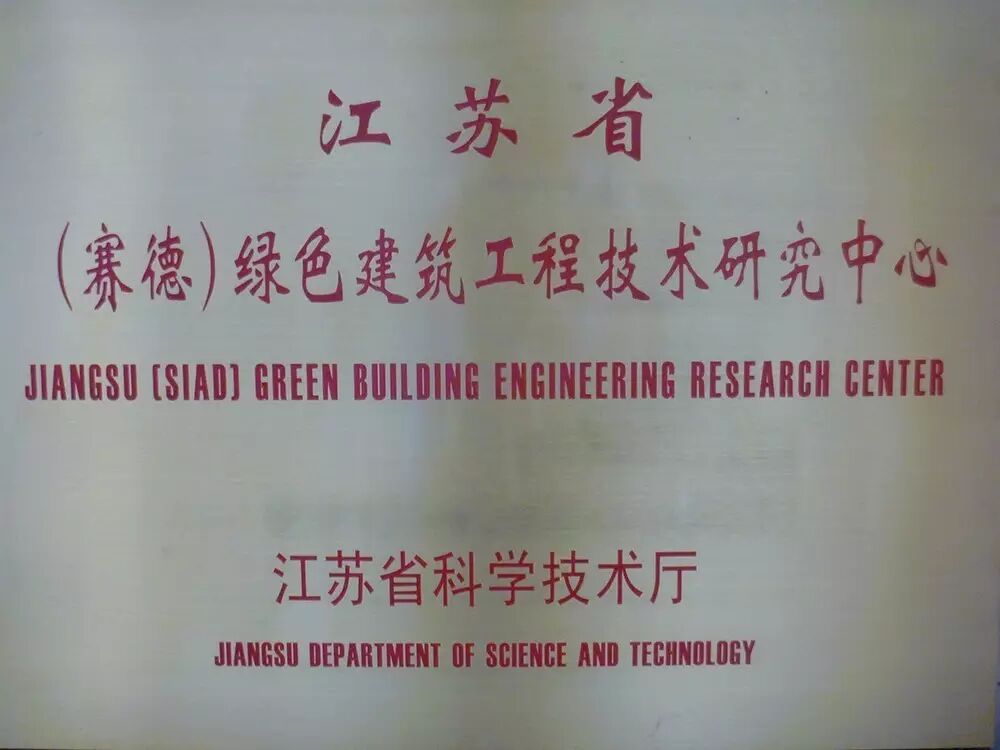 江苏省
（赛德）绿色建筑工程技术研究中心
JIANGSU (SIAD) GREEN BUILDING ENGINEERING RESEARCH CENTER
江苏省科学技术厅
JIANGSU DEPARTMENT OF SCIENCE AND TECHNOLOGY